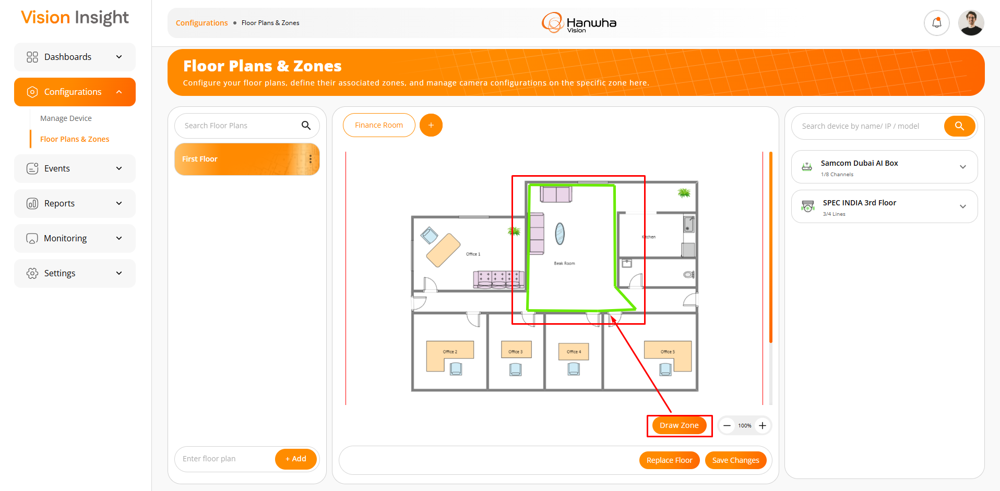 Vision Insight
Dashboards
Configurations
Manage Device
Floor Plans & Zones
Events
Reports
Monitoring
Settings
Configurations • Floor Plans & Zones
Hanwha
Vision
Floor Plans & Zones
Configure your floor plans, define their associated zones, and manage camera configurations on the specific zone here.
Search Floor Plans
First Floor
Enter floor plan
+ Add
Finance Room
+
Office 1
Beak Room
Kitchen
Office 2
Office 3
Office 4
Office 5
Draw Zone
100%
Replace Floor
Save Changes
Search device by name/ IP / model
Samcom Dubai AI Box
1/8 Channels
SPEC INDIA 3rd Floor
3/4 Lines